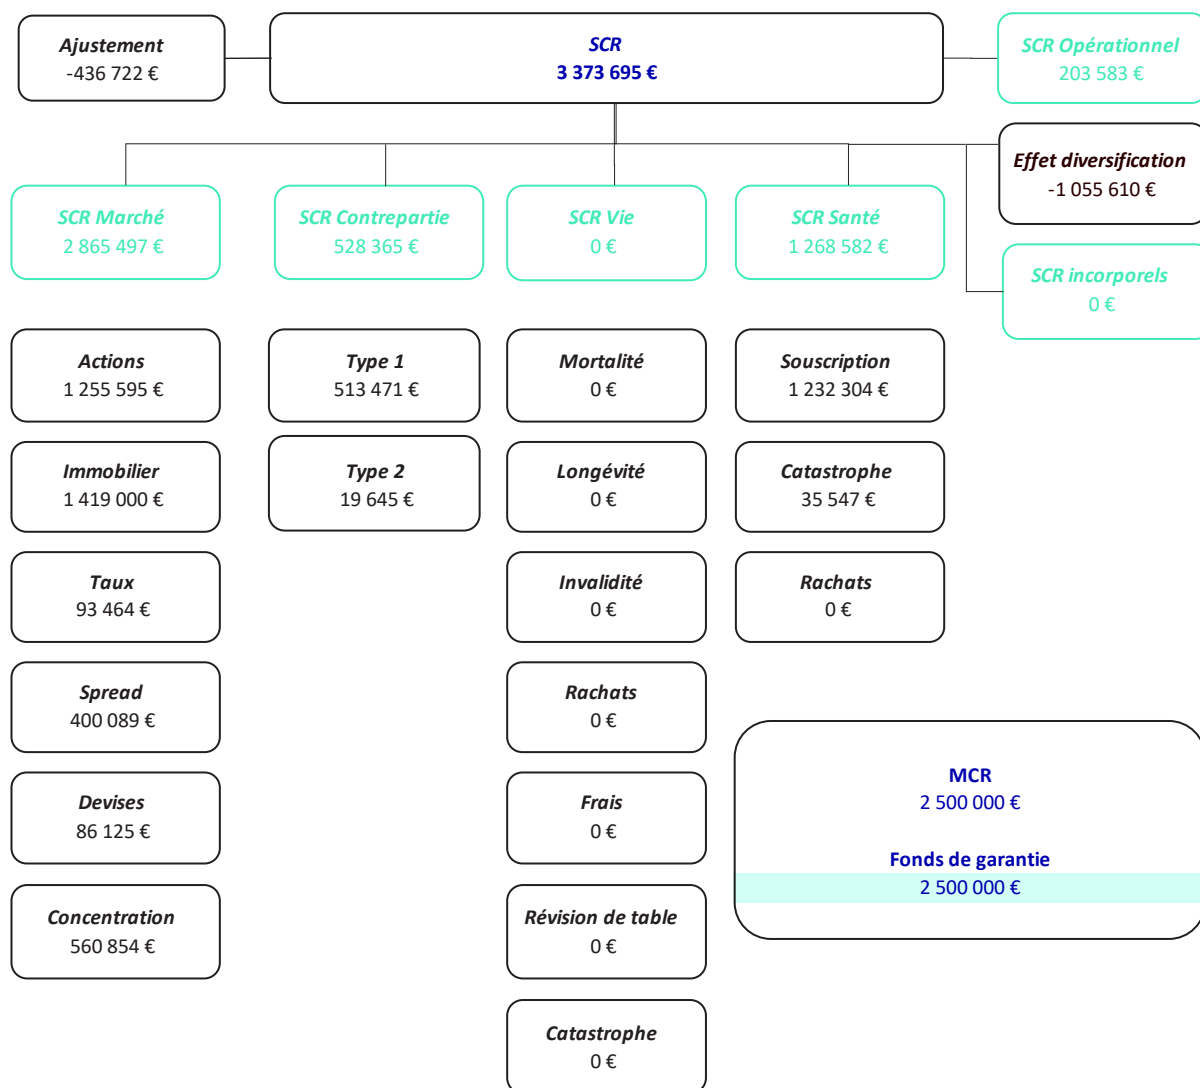 Ajustement
-436 722 €
SCR
3 373 695 €
SCR Opérationnel
203 583 €
Effet diversification
-1 055 610 €
SCR Marché
2 865 497 €
SCR Contrepartie
528 365 €
SCR Vie
0 €
SCR Santé
1 268 582 €
SCR incorporels
0 €
Actions
1 255 595 €
Type 1
513 471 €
Mortalité
0 €
Souscription
1 232 304 €
Immobilier
1 419 000 €
Type 2
19 645 €
Longévité
0 €
Catastrophe
35 547 €
Taux
93 464 €
Invalidité
0 €
Rachats
0 €
Spread
400 089 €
Rachats
0 €
Devises
86 125 €
Frais
0 €
MCR
2 500 000 €
Fonds de garantie
2 500 000 €
Concentration
560 854 €
Révision de table
0 €
Catastrophe
0 €